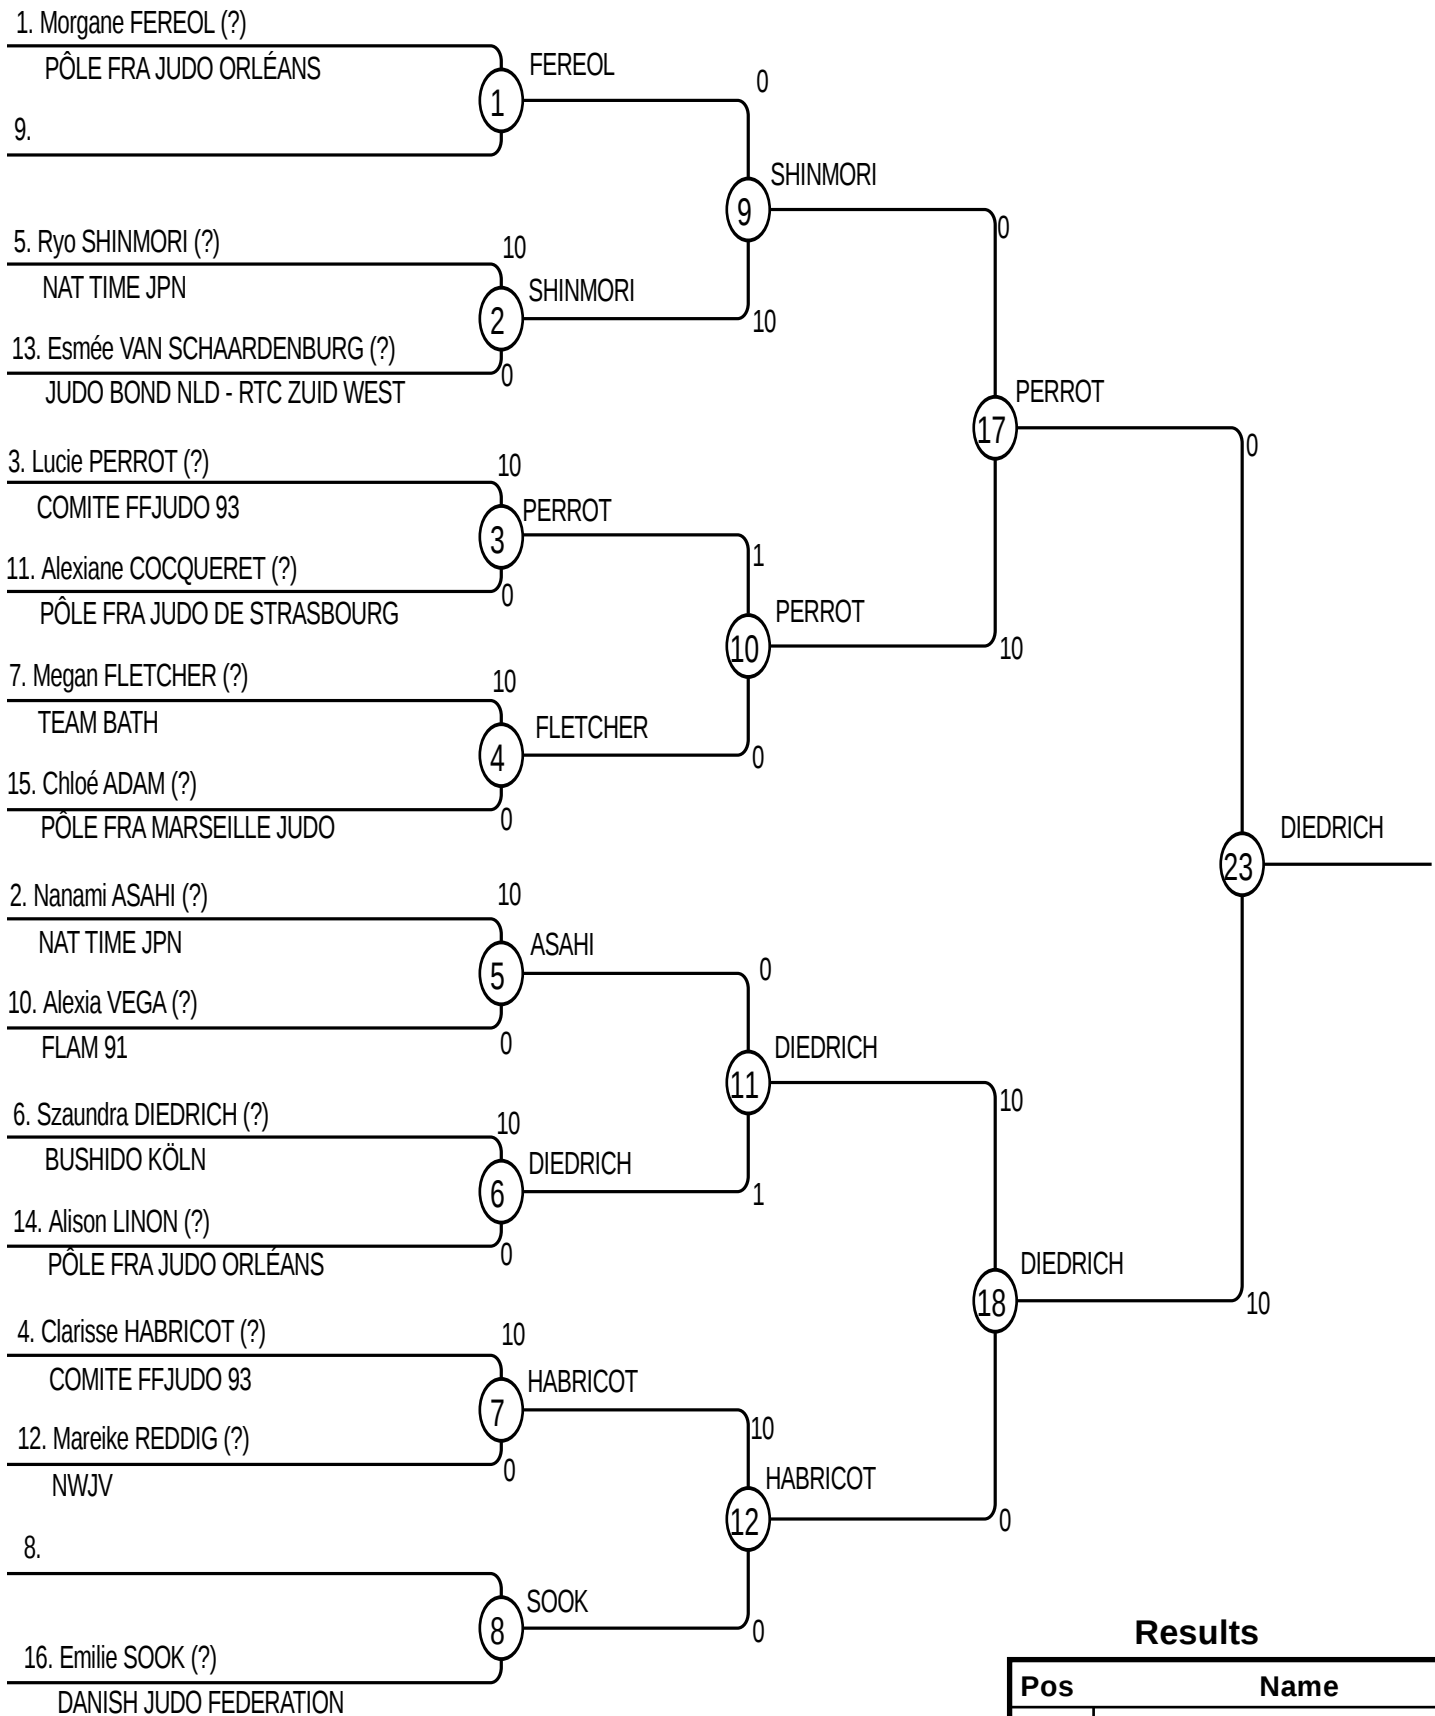 1. Morgane FEREOL (?)
PÔLE FRA JUDO ORLÉANS
9.
1
FEREOL
0
5. Ryo SHINMORI (?)
NAT TIME JPN
13. Esmée VAN SCHAARDENBURG (?)
JUDO BOND NLD - RTC ZUID WEST
10
2
0
SHINMORI
10
9
SHINMORI
0
3. Lucie PERROT (?)
COMITE FFJUDO 93
11. Alexiane COCQUERET (?)
PÔLE FRA JUDO DE STRASBOURG
10
3
0
PERROT
1
7. Megan FLETCHER (?)
TEAM BATH
15. Chloé ADAM (?)
PÔLE FRA MARSEILLE JUDO
10
4
0
FLETCHER
0
10
PERROT
10
17
PERROT
0
2. Nanami ASAHI (?)
NAT TIME JPN
10. Alexia VEGA (?)
FLAM 91
10
5
0
ASAHI
0
6. Szaundra DIEDRICH (?)
BUSHIDO KÖLN
14. Alison LINON (?)
PÔLE FRA JUDO ORLÉANS
10
6
0
DIEDRICH
1
11
DIEDRICH
10
4. Clarisse HABRICOT (?)
COMITE FFJUDO 93
12. Mareike REDDIG (?)
NWJV
10
7
0
HABRICOT
10
8.
16. Emilie SOOK (?)
DANISH JUDO FEDERATION
8
SOOK
0
12
HABRICOT
0
18
DIEDRICH
10
23
DIEDRICH
Results
Pos Name